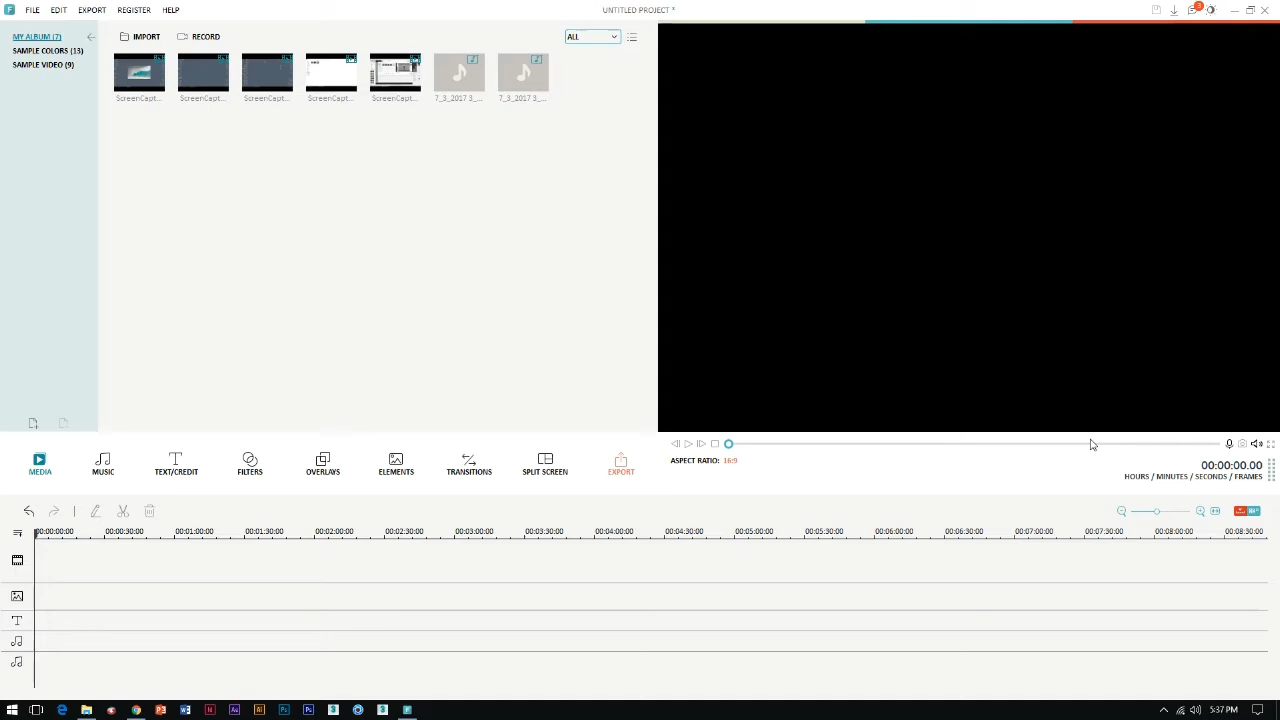 FILE EDIT EXPORT REGISTER HELP
UNTITLED PROJECT *
3
MY ALBUM (7)
SAMPLE COLORS (13)
SAMPLE VIDEO (9)
IMPORT RECORD
ALL
ScreenCapt... ScreenCapt... ScreenCapt... ScreenCapt... ScreenCapt... 7_3_2017 3_... 7_3_2017 3_...
MEDIA MUSIC TEXT/CREDIT FILTERS OVERLAYS ELEMENTS TRANSITIONS SPLIT SCREEN EXPORT
ASPECT RATIO: 16:9
00:00:00.00
HOURS / MINUTES / SECONDS / FRAMES
00:00:00:00 00:00:30:00 00:01:00:00 00:01:30:00 00:02:00:00 00:02:30:00 00:03:00:00 00:03:30:00 00:04:00:00 00:04:30:00 00:05:00:00 00:05:30:00 00:06:00:00 00:06:30:00 00:07:00:00 00:07:30:00 00:08:00:00 00:08:30:00
5:37 PM